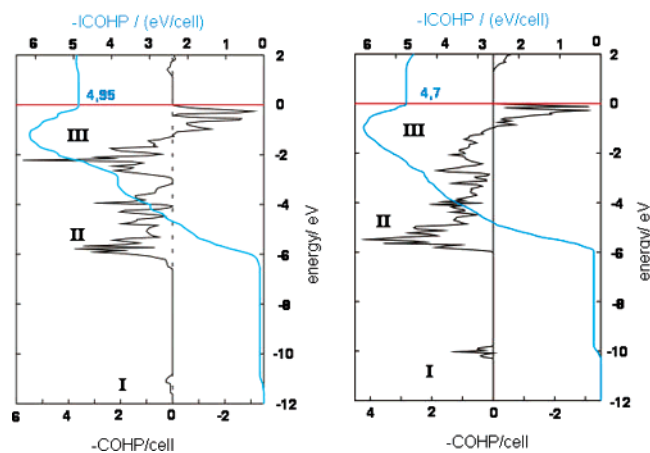 -ICOHP / (eV/cell)
6 5 4 3 2 1 0
2
4,95
0
III
-2
-4
II
-6
-8
-10
I
-12
energy/ eV
6 4 2 0 -2
-COHP/cell
-ICOHP / (eV/cell)
6 5 4 3 2 1 0
2
4,7
0
III
-2
-4
II
-6
-8
-10
I
-12
energy/ eV
4 2 0 -2
-COHP/cell